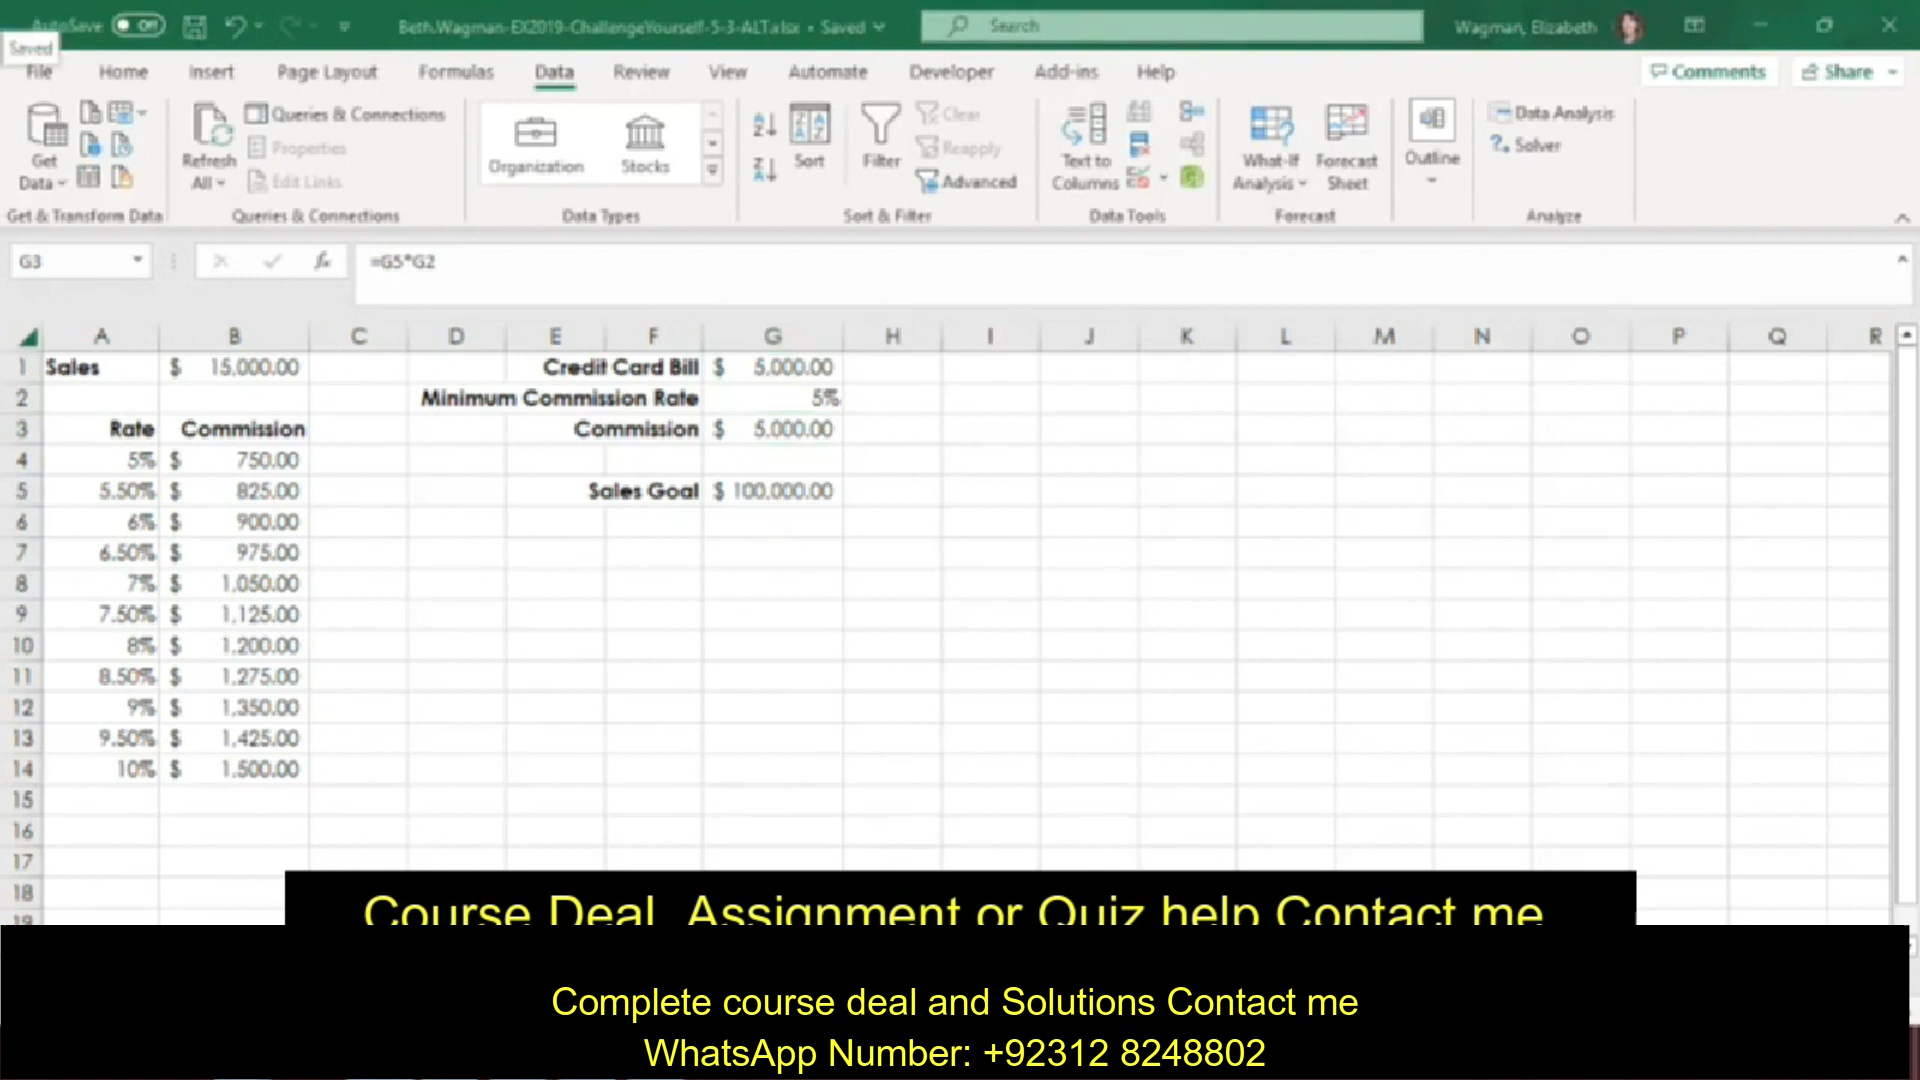 AutoSave Off Beth.Wagman-EX2019-ChallengeYourself-5-3-ALT.xlsx • Saved Search Wagman, Elizabeth
Saved
File Home Insert Page Layout Formulas Data Review View Automate Developer Add-ins Help Comments Share
Get Data
Refresh All
Queries & Connections
Properties
Edit Links
Organization
Stocks
Sort
Filter
Clear
Reapply
Advanced
Text to Columns
What-If Analysis
Forecast Sheet
Outline
Data Analysis
Solver
Get & Transform Data Queries & Connections Data Types Sort & Filter Data Tools Forecast Analyze
G3 fx =G5*G2
A B C D E F G H I J K L M N O P Q R
1 Sales $ 15,000.00 Credit Card Bill $ 5,000.00
2 Minimum Commission Rate 5%
3 Rate Commission Commission $ 5,000.00
4 5% $ 750.00
5 5.50% $ 825.00 Sales Goal $ 100,000.00
6 6% $ 900.00
7 6.50% $ 975.00
8 7% $ 1,050.00
9 7.50% $ 1,125.00
10 8% $ 1,200.00
11 8.50% $ 1,275.00
12 9% $ 1,350.00
13 9.50% $ 1,425.00
14 10% $ 1,500.00
15
16
17
18
19
Course Deal, Assignment or Quiz help Contact me
Complete course deal and Solutions Contact me
WhatsApp Number: +92312 8248802